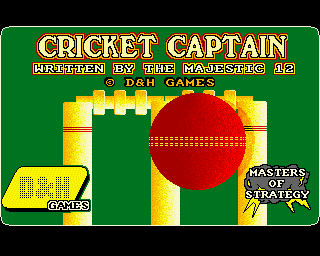 CRICKET CAPTAIN
WRITTEN BY THE MAJESTIC 12
© D&H GAMES
D&H
GAMES
MASTERS
OF
STRATEGY